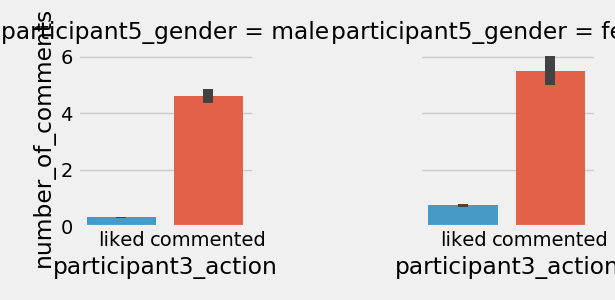 participant5_gender = male
participant5_gender = fe
number_of_comments
6
4
2
0
liked commented
liked commented
participant3_action
participant3_action